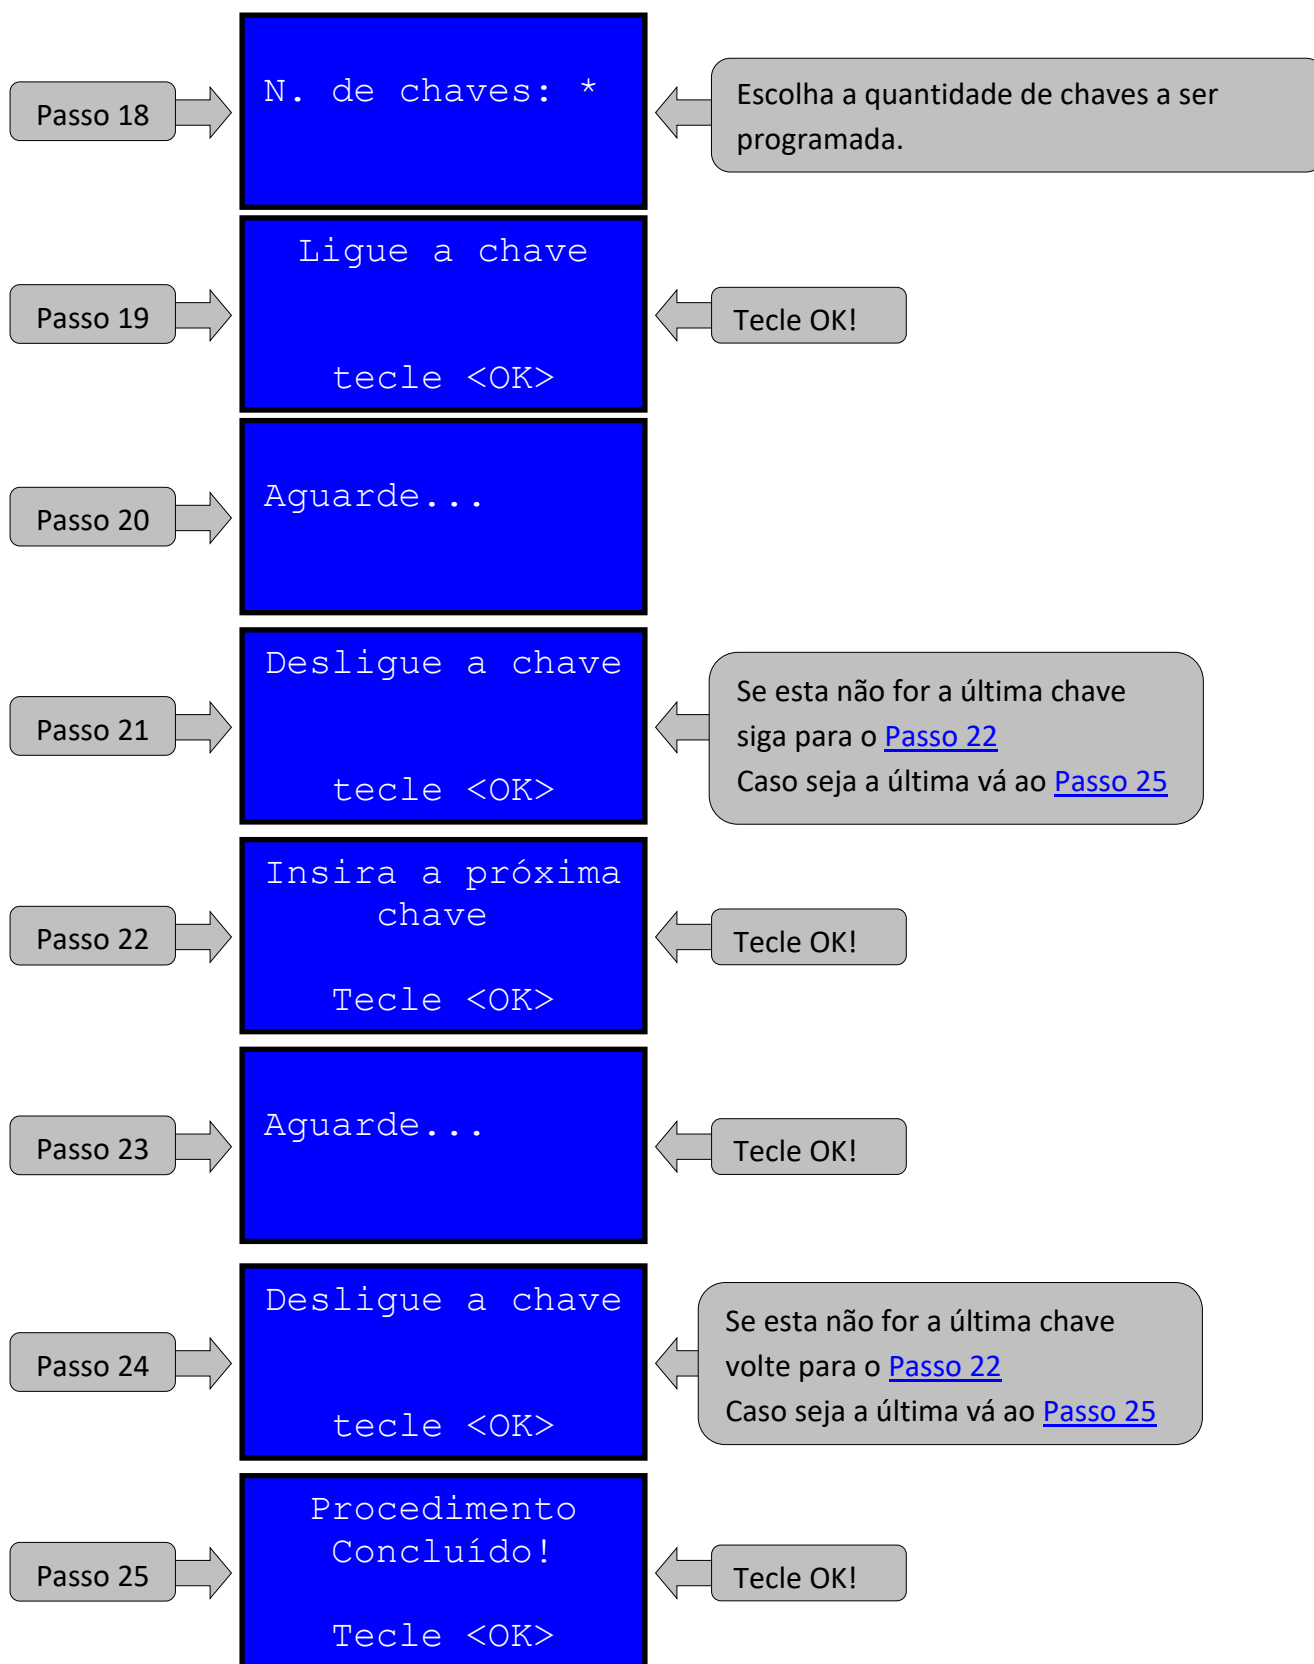 Passo 18
N. de chaves: *
Escolha a quantidade de chaves a ser
programada.
Passo 19
Ligue a chave
tecle <OK>
Tecle OK!
Passo 20
Aguarde...
Passo 21
Desligue a chave
tecle <OK>
Se esta não for a última chave
siga para o Passo 22
Caso seja a última vá ao Passo 25
Passo 22
Insira a próxima
chave
Tecle <OK>
Tecle OK!
Passo 23
Aguarde...
Tecle OK!
Passo 24
Desligue a chave
tecle <OK>
Se esta não for a última chave
volte para o Passo 22
Caso seja a última vá ao Passo 25
Passo 25
Procedimento
Concluído!
Tecle <OK>
Tecle OK!